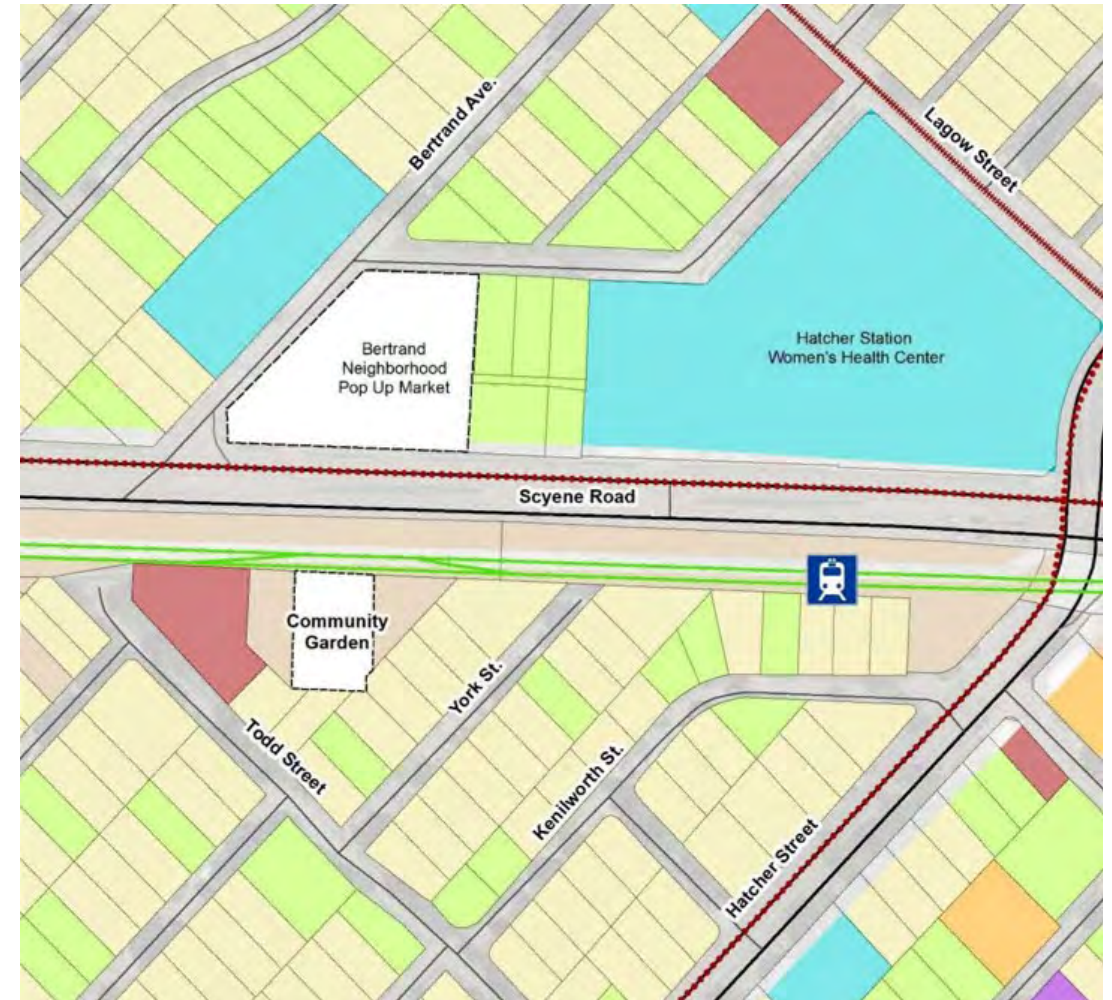 Bertrand Ave.
Lagow Street
Bertrand
Neighborhood
Pop Up Market
Hatcher Station
Women's Health Center
Scyene Road
Community
Garden
York St.
Todd Street
Kenilworth St.
Hatcher Street